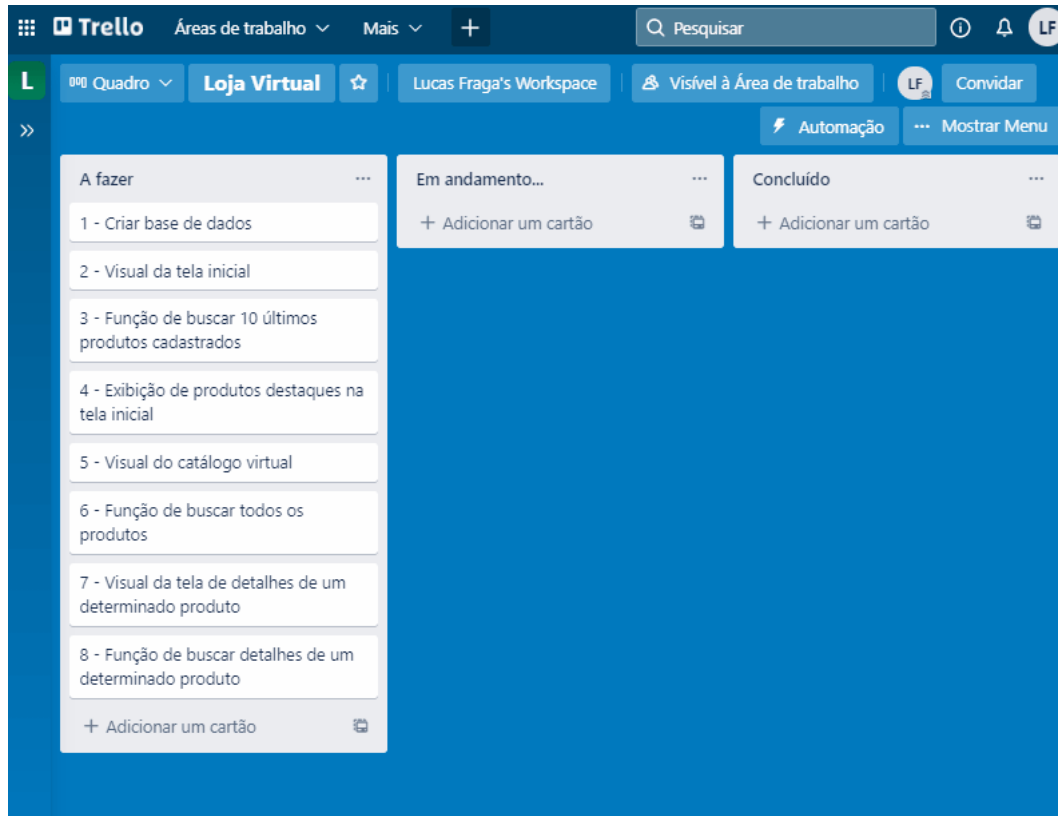 Trello
Áreas de trabalho
Mais
+
Pesquisar
LF
L
Quadro
Loja Virtual
Lucas Fraga's Workspace
Visível à Área de trabalho
LF
Convidar
Automação
... Mostrar Menu
A fazer
...
1 - Criar base de dados
2 - Visual da tela inicial
3 - Função de buscar 10 últimos
produtos cadastrados
4 - Exibição de produtos destaques na
tela inicial
5 - Visual do catálogo virtual
6 - Função de buscar todos os
produtos
7 - Visual da tela de detalhes de um
determinado produto
8 - Função de buscar detalhes de um
determinado produto
+ Adicionar um cartão
Em andamento...
...
+ Adicionar um cartão
Concluído
...
+ Adicionar um cartão